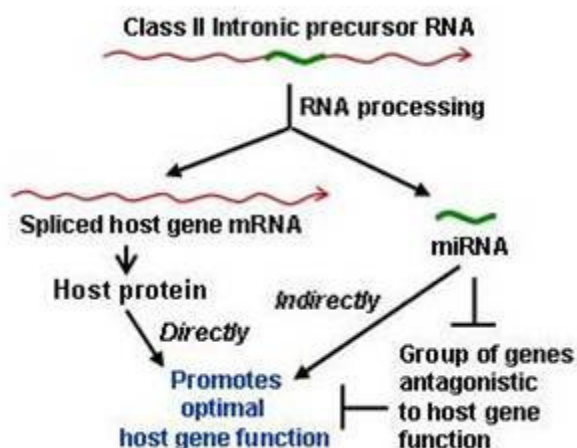 Class II Intronic precursor RNA
RNA processing
Spliced host gene mRNA
miRNA
Host protein
Indirectly
Directly
Group of genes
antagonistic
to host gene
function
Promotes
optimal
host gene function